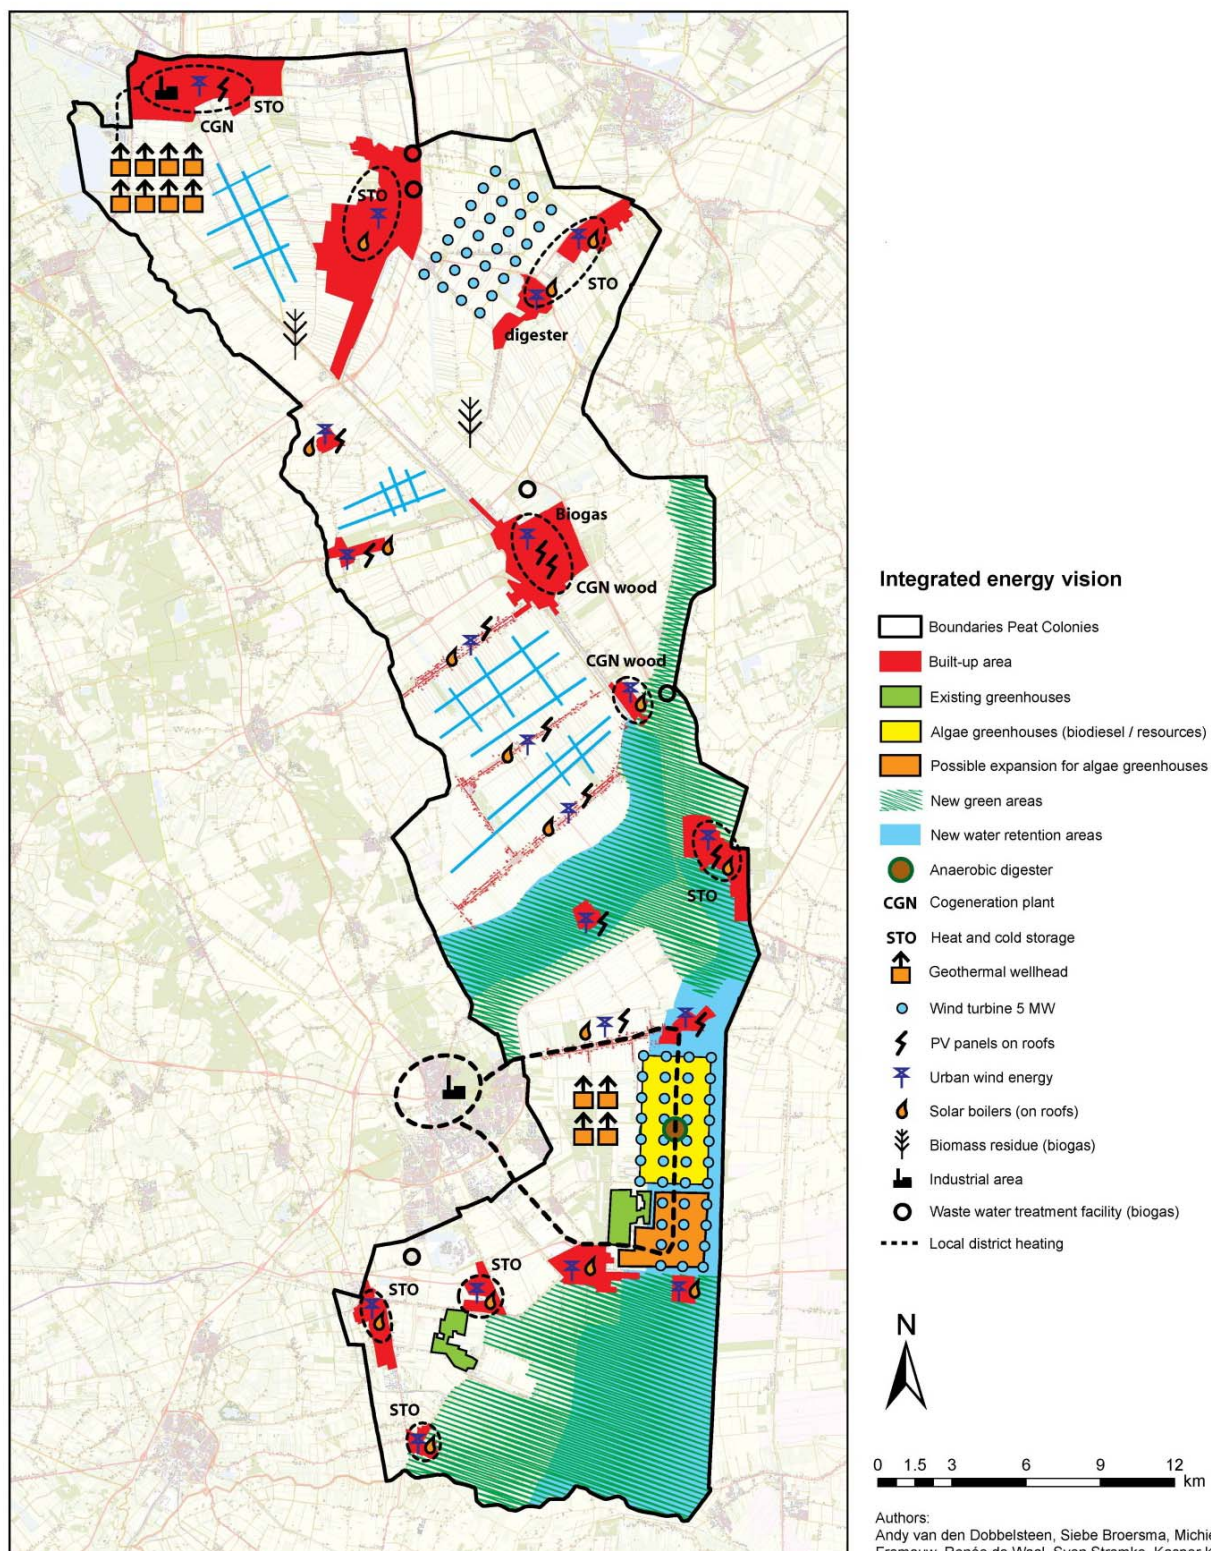 STO
CGN
STO
STO
digester
Biogas
CGN wood
CGN wood
STO
STO
STO
STO
Integrated energy vision
Boundaries Peat Colonies
Built-up area
Existing greenhouses
Algae greenhouses (biodiesel / resources)
Possible expansion for algae greenhouses
New green areas
New water retention areas
Anaerobic digester
CGN Cogeneration plant
STO Heat and cold storage
Geothermal wellhead
Wind turbine 5 MW
PV panels on roofs
Urban wind energy
Solar boilers (on roofs)
Biomass residue (biogas)
Industrial area
Waste water treatment facility (biogas)
Local district heating
N
0 1.5 3 6 9 12
km
Authors:
Andy van den Dobbelsteen, Siebe Broersma,